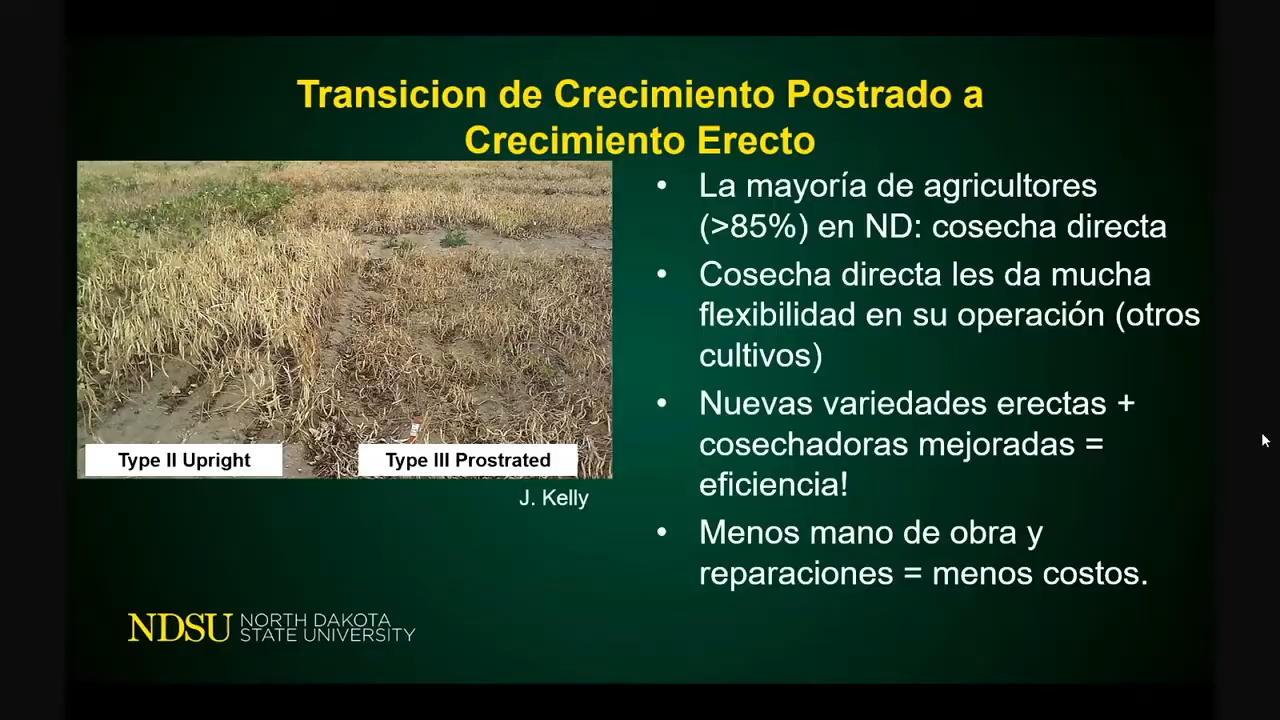 Transicion de Crecimiento Postrado a
Crecimiento Erecto
Type II Upright
Type III Prostrated
J. Kelly
• La mayoría de agricultores
(>85%) en ND: cosecha directa
• Cosecha directa les da mucha
flexibilidad en su operación (otros
cultivos)
• Nuevas variedades erectas +
cosechadoras mejoradas =
eficiencia!
• Menos mano de obra y
reparaciones = menos costos.
NDSU NORTH DAKOTA
STATE UNIVERSITY